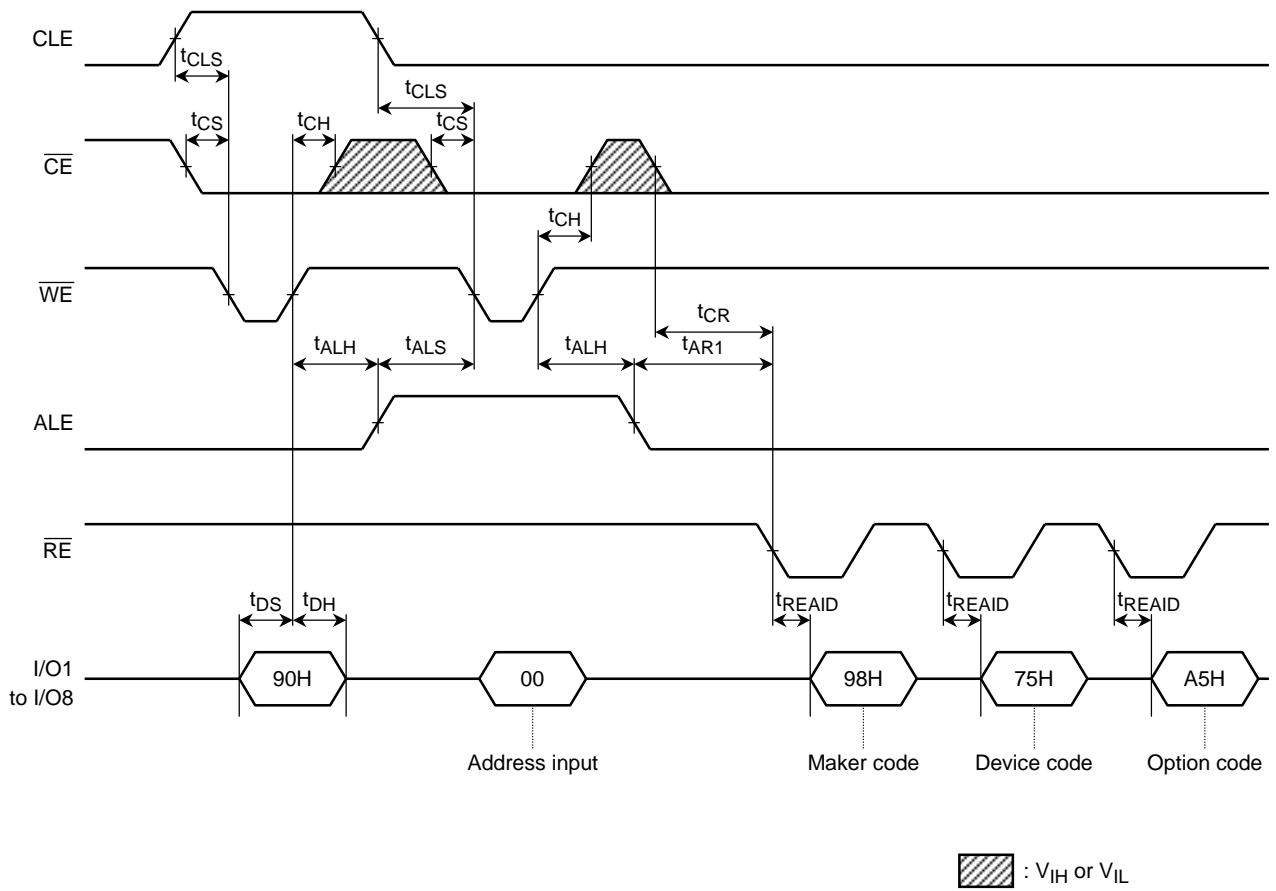 CLE
tCLS
tCLS
tCS
tCH
tCS
CE
tCH
WE
tCR
tALH
tALS
tALH
tAR1
ALE
RE
tDS
tDH
tREAID
tREAID
tREAID
I/O1
to I/O8
90H
00
98H
75H
A5H
Address input
Maker code
Device code
Option code
: VIH or VIL